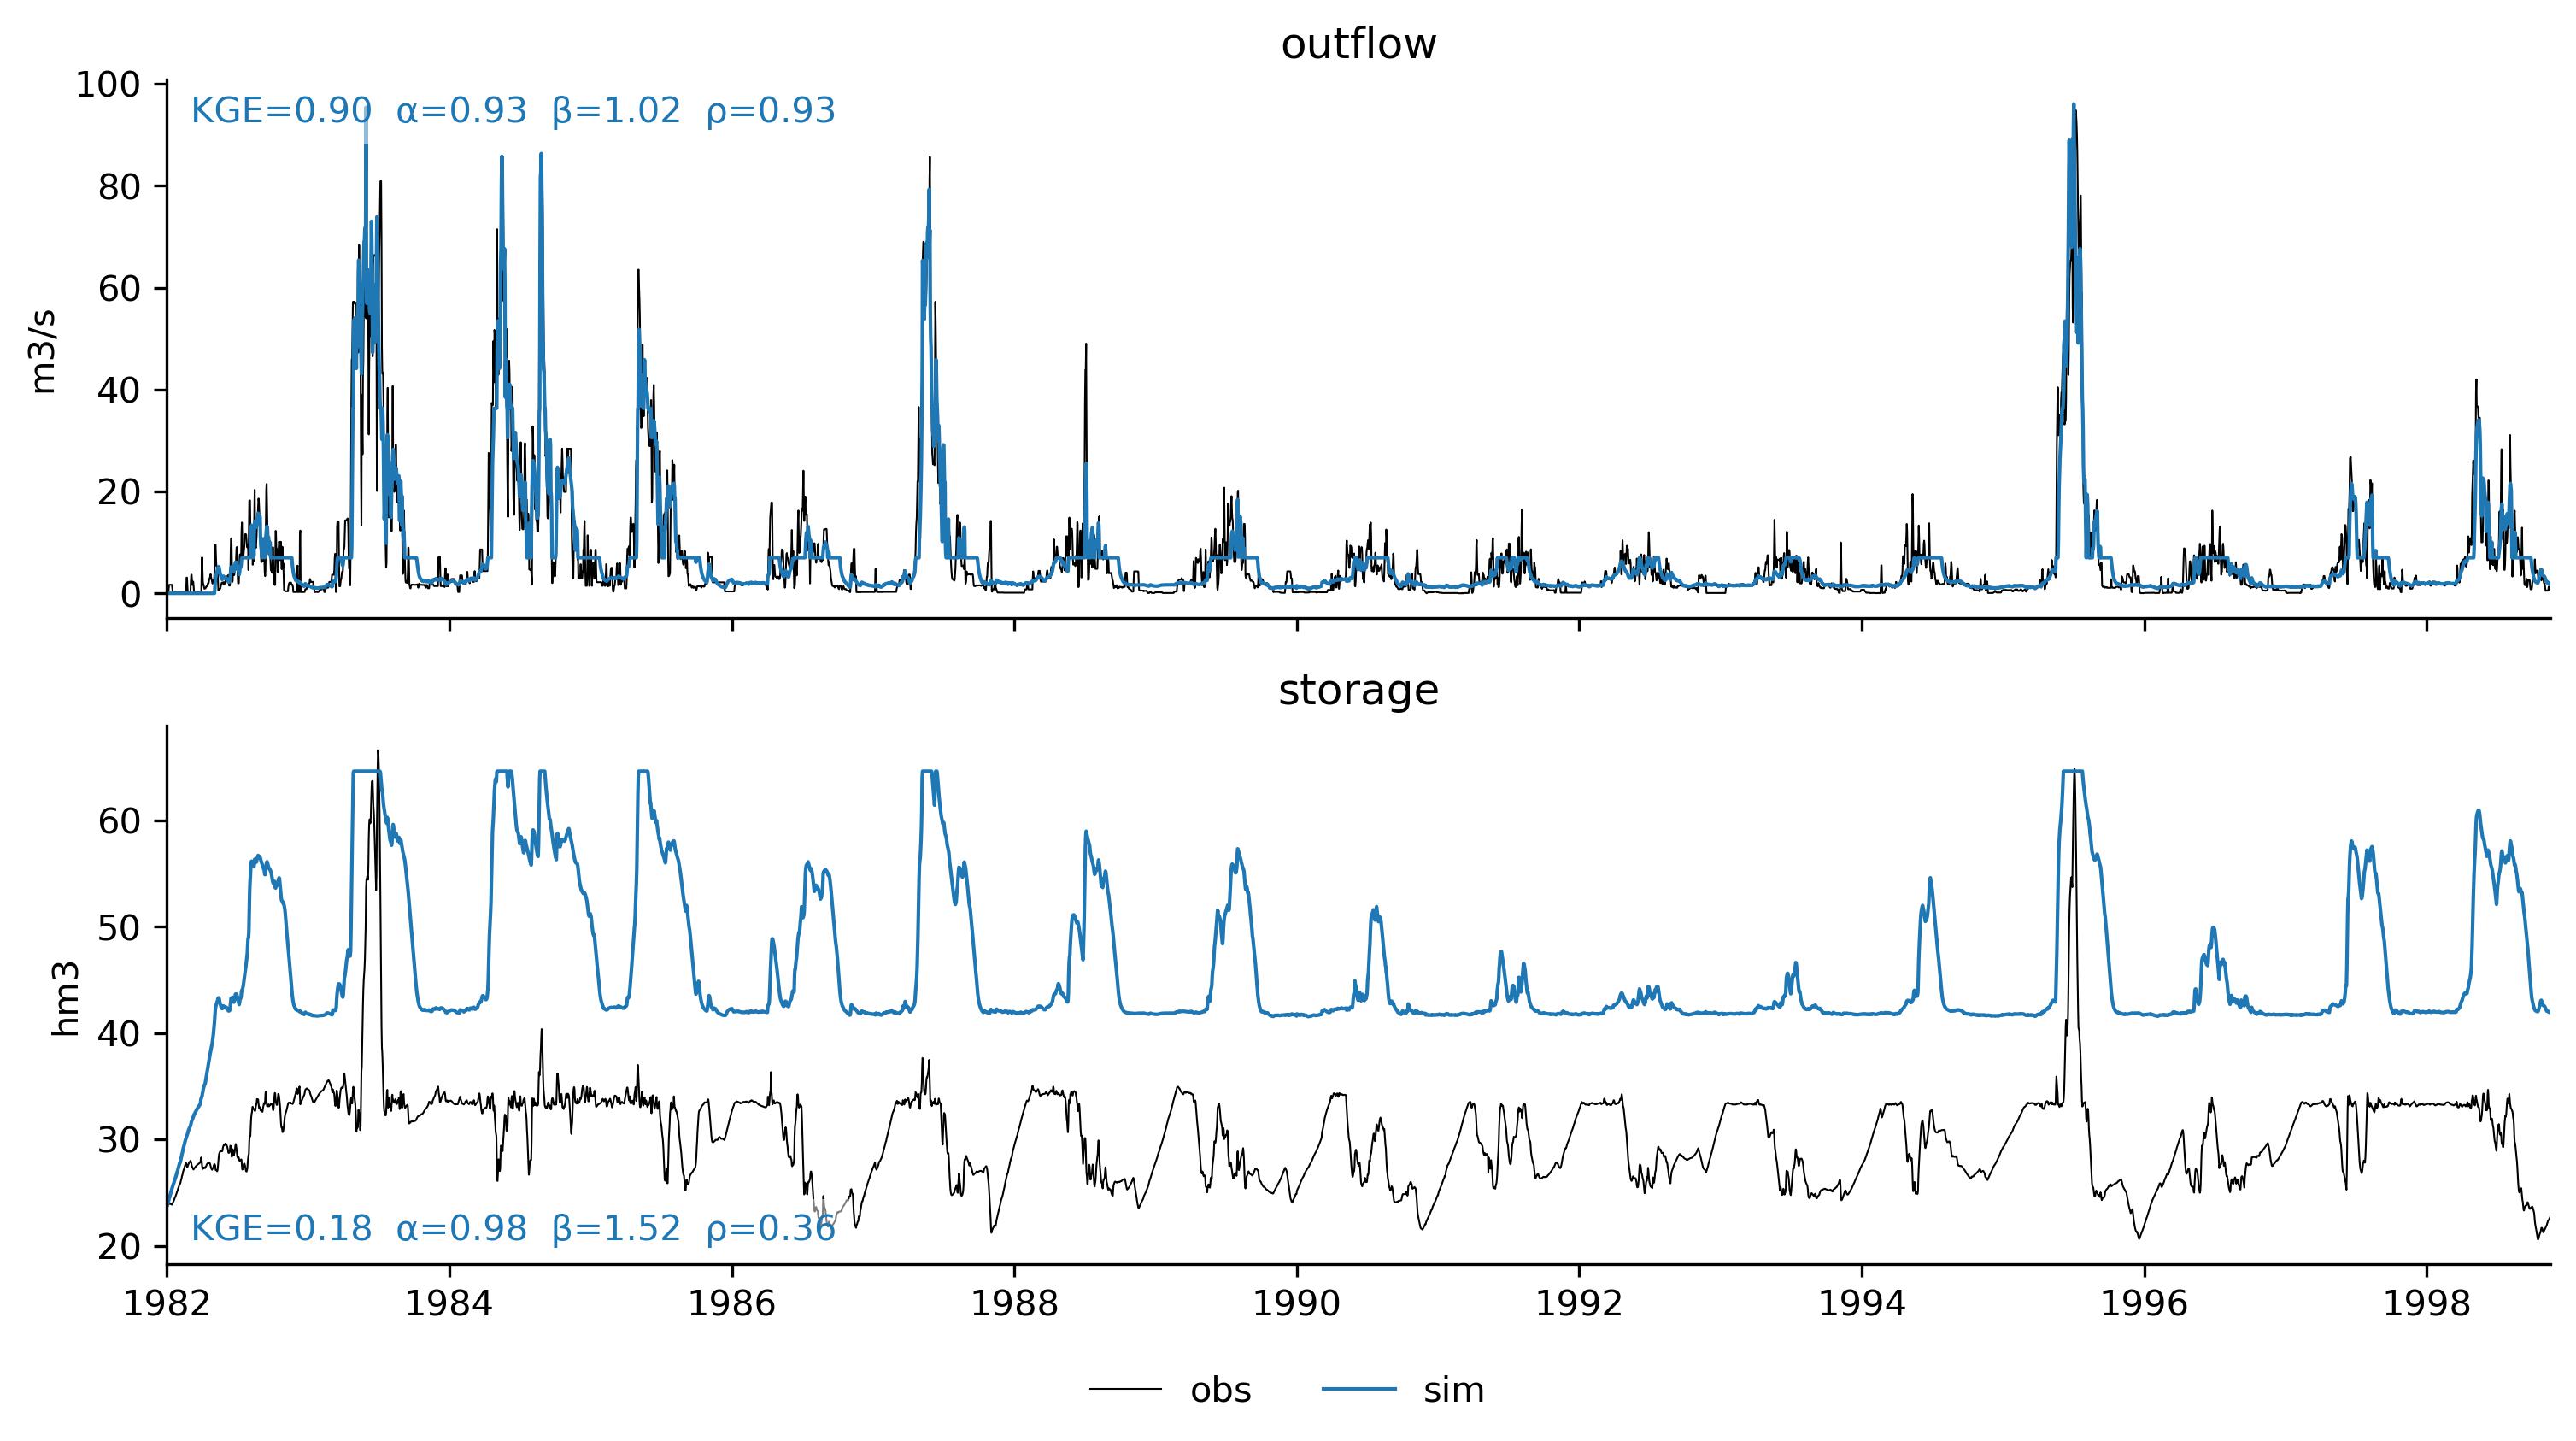 outflow
100
KGE=0.90 α=0.93 β=1.02 ρ=0.93
80
60
m3/s
40
20
0
storage
60
50
hm3
40
30
KGE=0.18 α=0.98 β=1.52 ρ=0.36
20
1982 1984 1986 1988 1990 1992 1994 1996 1998
obs sim